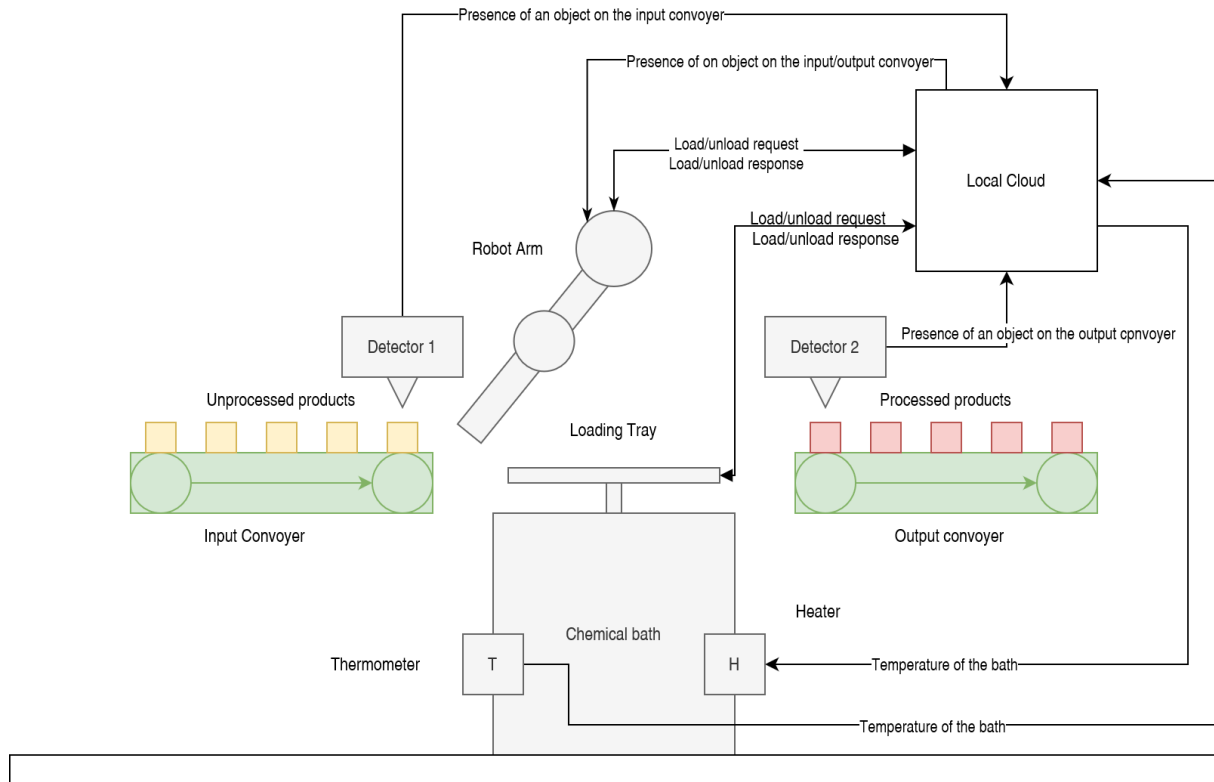 Presence of an object on the input convoyer
Presence of on object on the input/output convoyer
Load/unload request
Load/unload response
Local Cloud
Load/unload request
Load/unload response
Robot Arm
Detector 1
Detector 2
Presence of an object on the output cpnvoyer
Unprocessed products
Processed products
Loading Tray
Input Convoyer
Output convoyer
Heater
Chemical bath
Thermometer
T
H
Temperature of the bath
Temperature of the bath